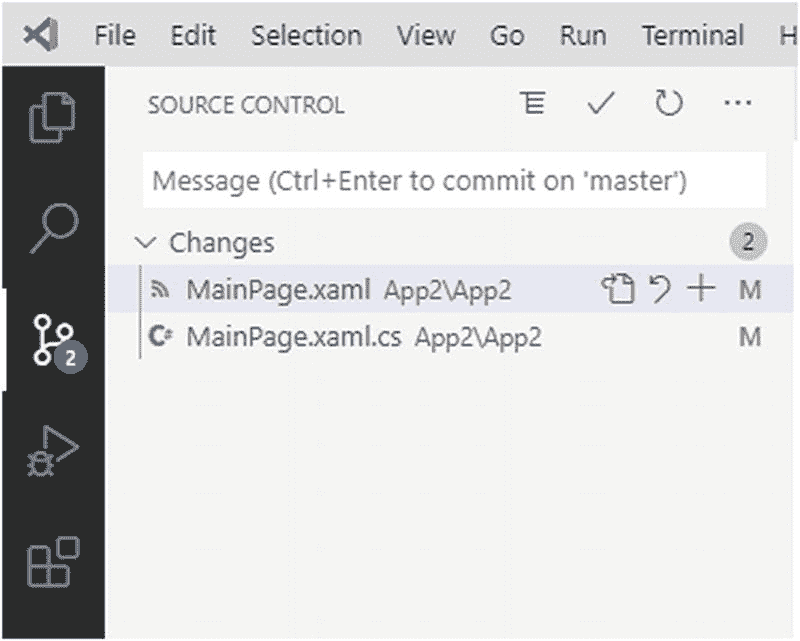 File Edit Selection View Go Run Terminal H
SOURCE CONTROL
Message (Ctrl+Enter to commit on 'master')
Changes 2
MainPage.xaml App2\App2 M
C# MainPage.xaml.cs App2\App2 M
2